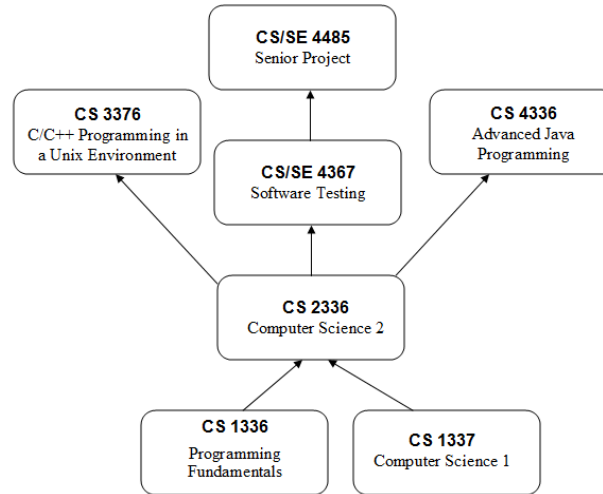 CS/SE 4485
Senior Project
CS 3376
C/C++ Programming in
a Unix Environment
CS 4336
Advanced Java
Programming
CS/SE 4367
Software Testing
CS 2336
Computer Science 2
CS 1336
Programming
Fundamentals
CS 1337
Computer Science 1